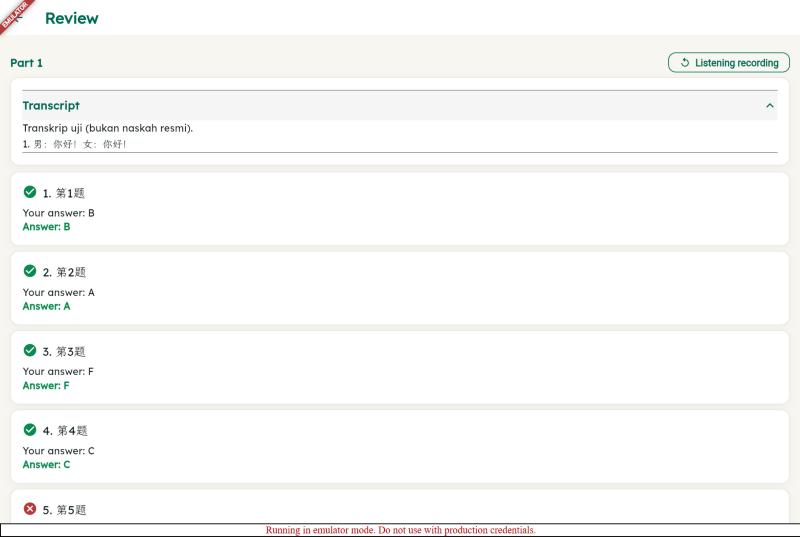 EMULATOR
Review
Part 1
Listening recording
Transcript
Transkrip uji (bukan naskah resmi).
1. 男：你好！女：你好！
1. 第1题
Your answer: B
Answer: B
2. 第2题
Your answer: A
Answer: A
3. 第3题
Your answer: F
Answer: F
4. 第4题
Your answer: C
Answer: C
5. 第5题
Running in emulator mode. Do not use with production credentials.